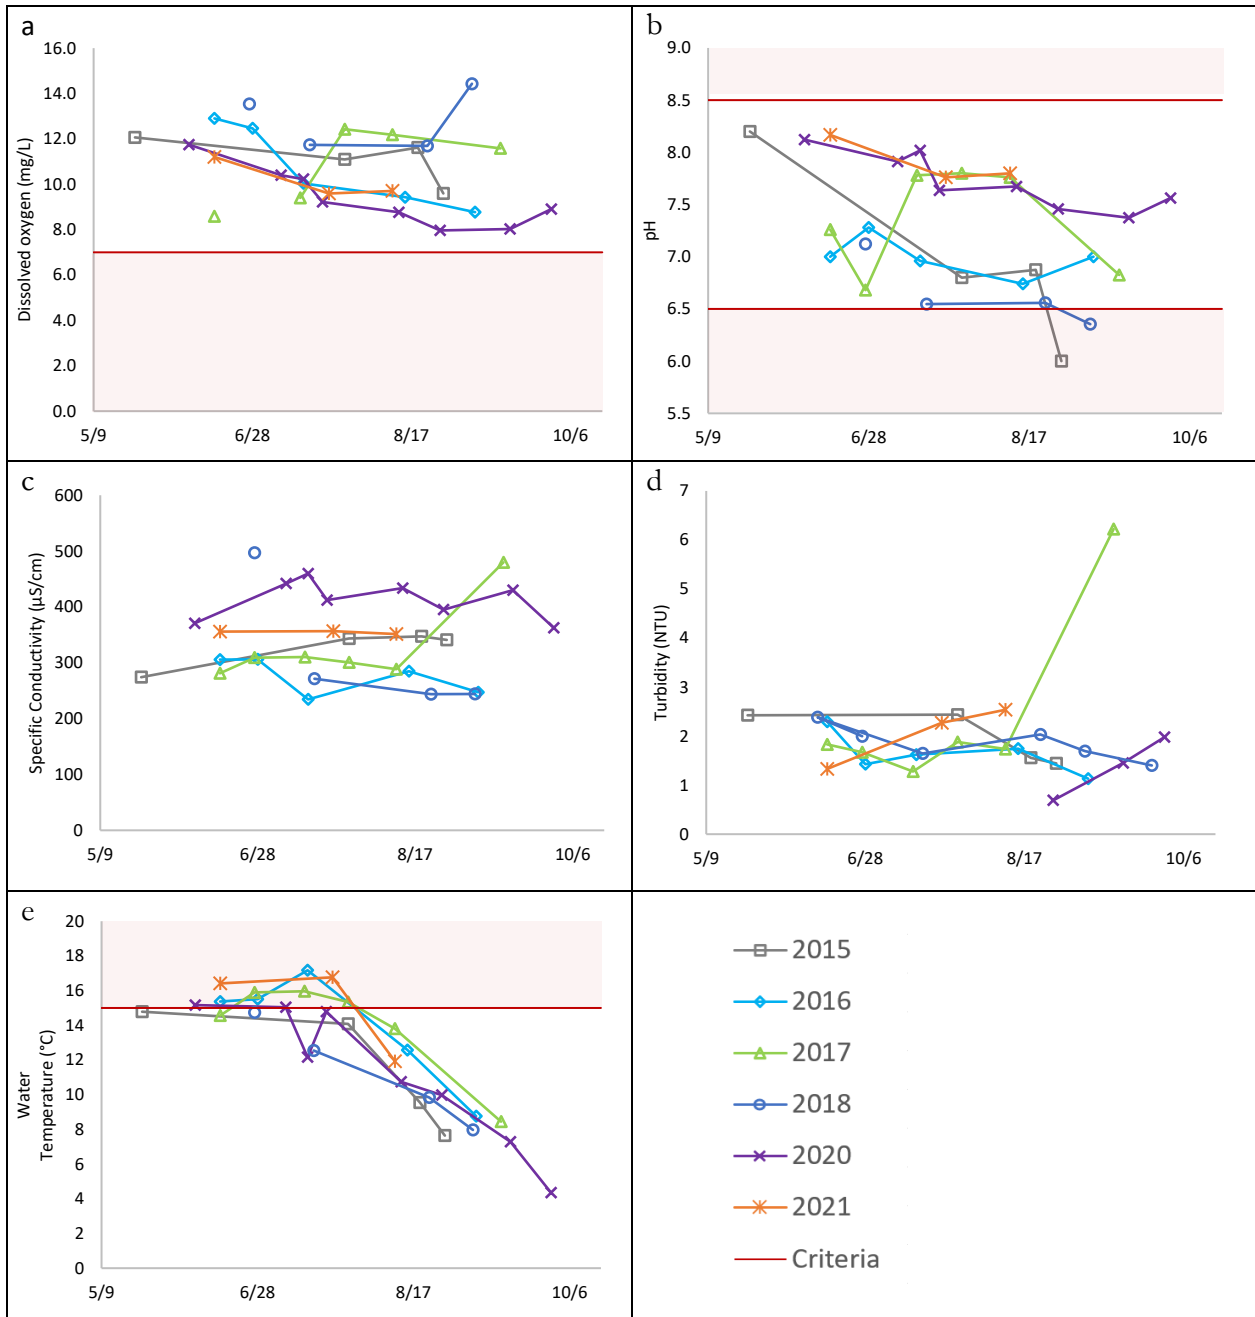 a
16.0
14.0
12.0
10.0
8.0
6.0
4.0
2.0
0.0
Dissolved oxygen (mg/L)
5/9 6/28 8/17 10/6
b
9.0
8.5
8.0
7.5
7.0
6.5
6.0
5.5
pH
5/9 6/28 8/17 10/6
c
600
500
400
300
200
100
0
Specific Conductivity (µS/cm)
5/9 6/28 8/17 10/6
d
7
6
5
4
3
2
1
0
Turbidity (NTU)
5/9 6/28 8/17 10/6
e
20
18
16
14
12
10
8
6
4
2
0
Water
Temperature (°C)
5/9 6/28 8/17 10/6
2015
2016
2017
2018
2020
2021
Criteria